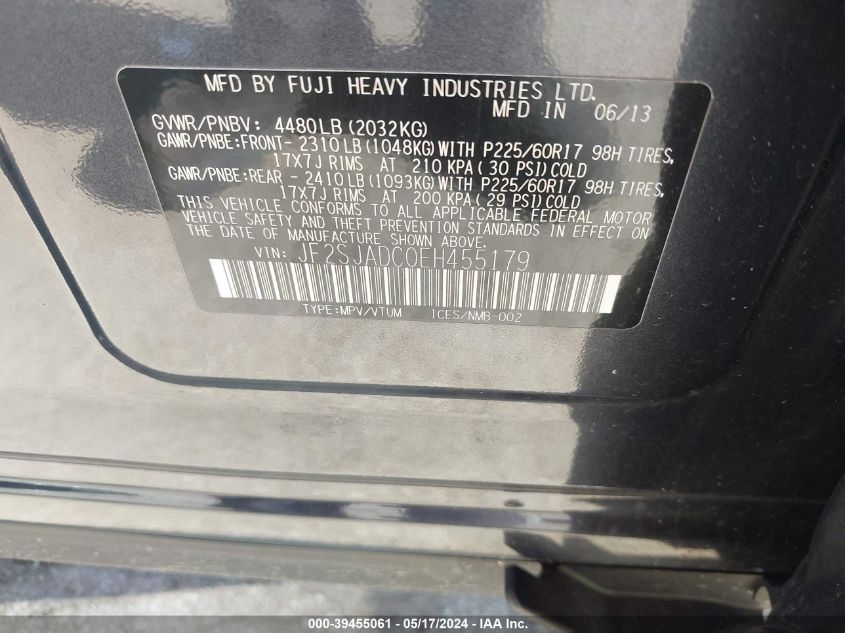 MFD BY FUJI HEAVY INDUSTRIES LTD.
MFD IN 06/13
GVWR/PNBV: 4480LB(2032KG)
GAWR/PNBE:FRONT- 2310LB(1048KG)WITH P225/60R17 98H TIRES,
17X7J RIMS AT 210 KPA( 30 PSI)COLD
GAWR/PNBE:REAR - 2410LB(1093KG)WITH P225/60R17 98H TIRES,
17X7J RIMS AT 200 KPA( 29 PSI)COLD
THIS VEHICLE CONFORMS TO ALL APPLICABLE FEDERAL MOTOR
VEHICLE SAFETY AND THEFT PREVENTION STANDARDS IN EFFECT ON
THE DATE OF MANUFACTURE SHOWN ABOVE.
VIN: JF2SJADC0EH455179
TYPE:MPV/VTUM ICES/NMB-002
000-39455061 - 05/17/2024 - IAA Inc.